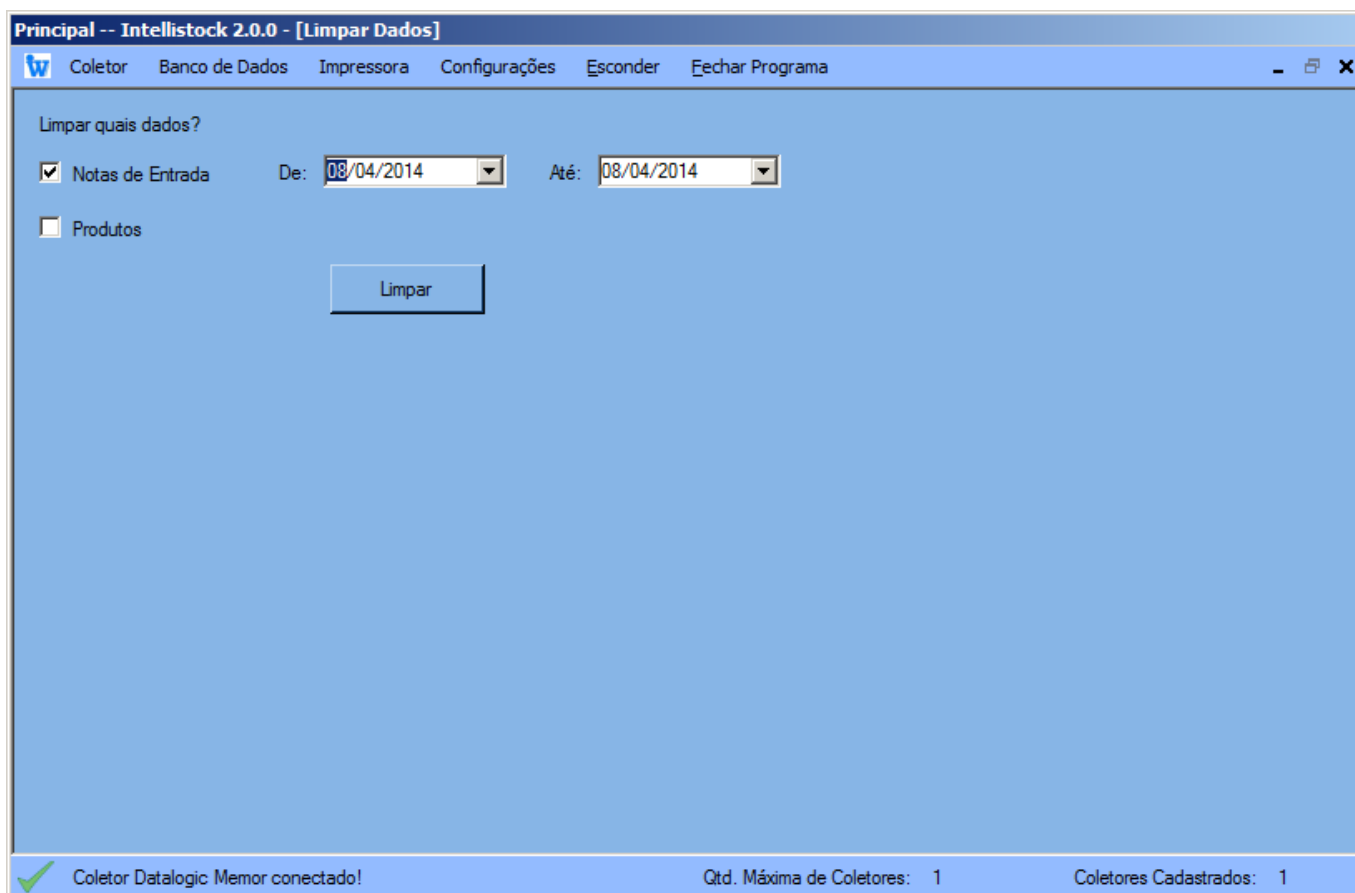 Principal -- Intellistock 2.0.0 - [Limpar Dados]
Coletor Banco de Dados Impressora Configurações Esconder Fechar Programa
Limpar quais dados?
Notas de Entrada De: 08/04/2014 Até: 08/04/2014
Produtos
Limpar
Coletor Datalogic Memor conectado! Qtd. Máxima de Coletores: 1 Coletores Cadastrados: 1